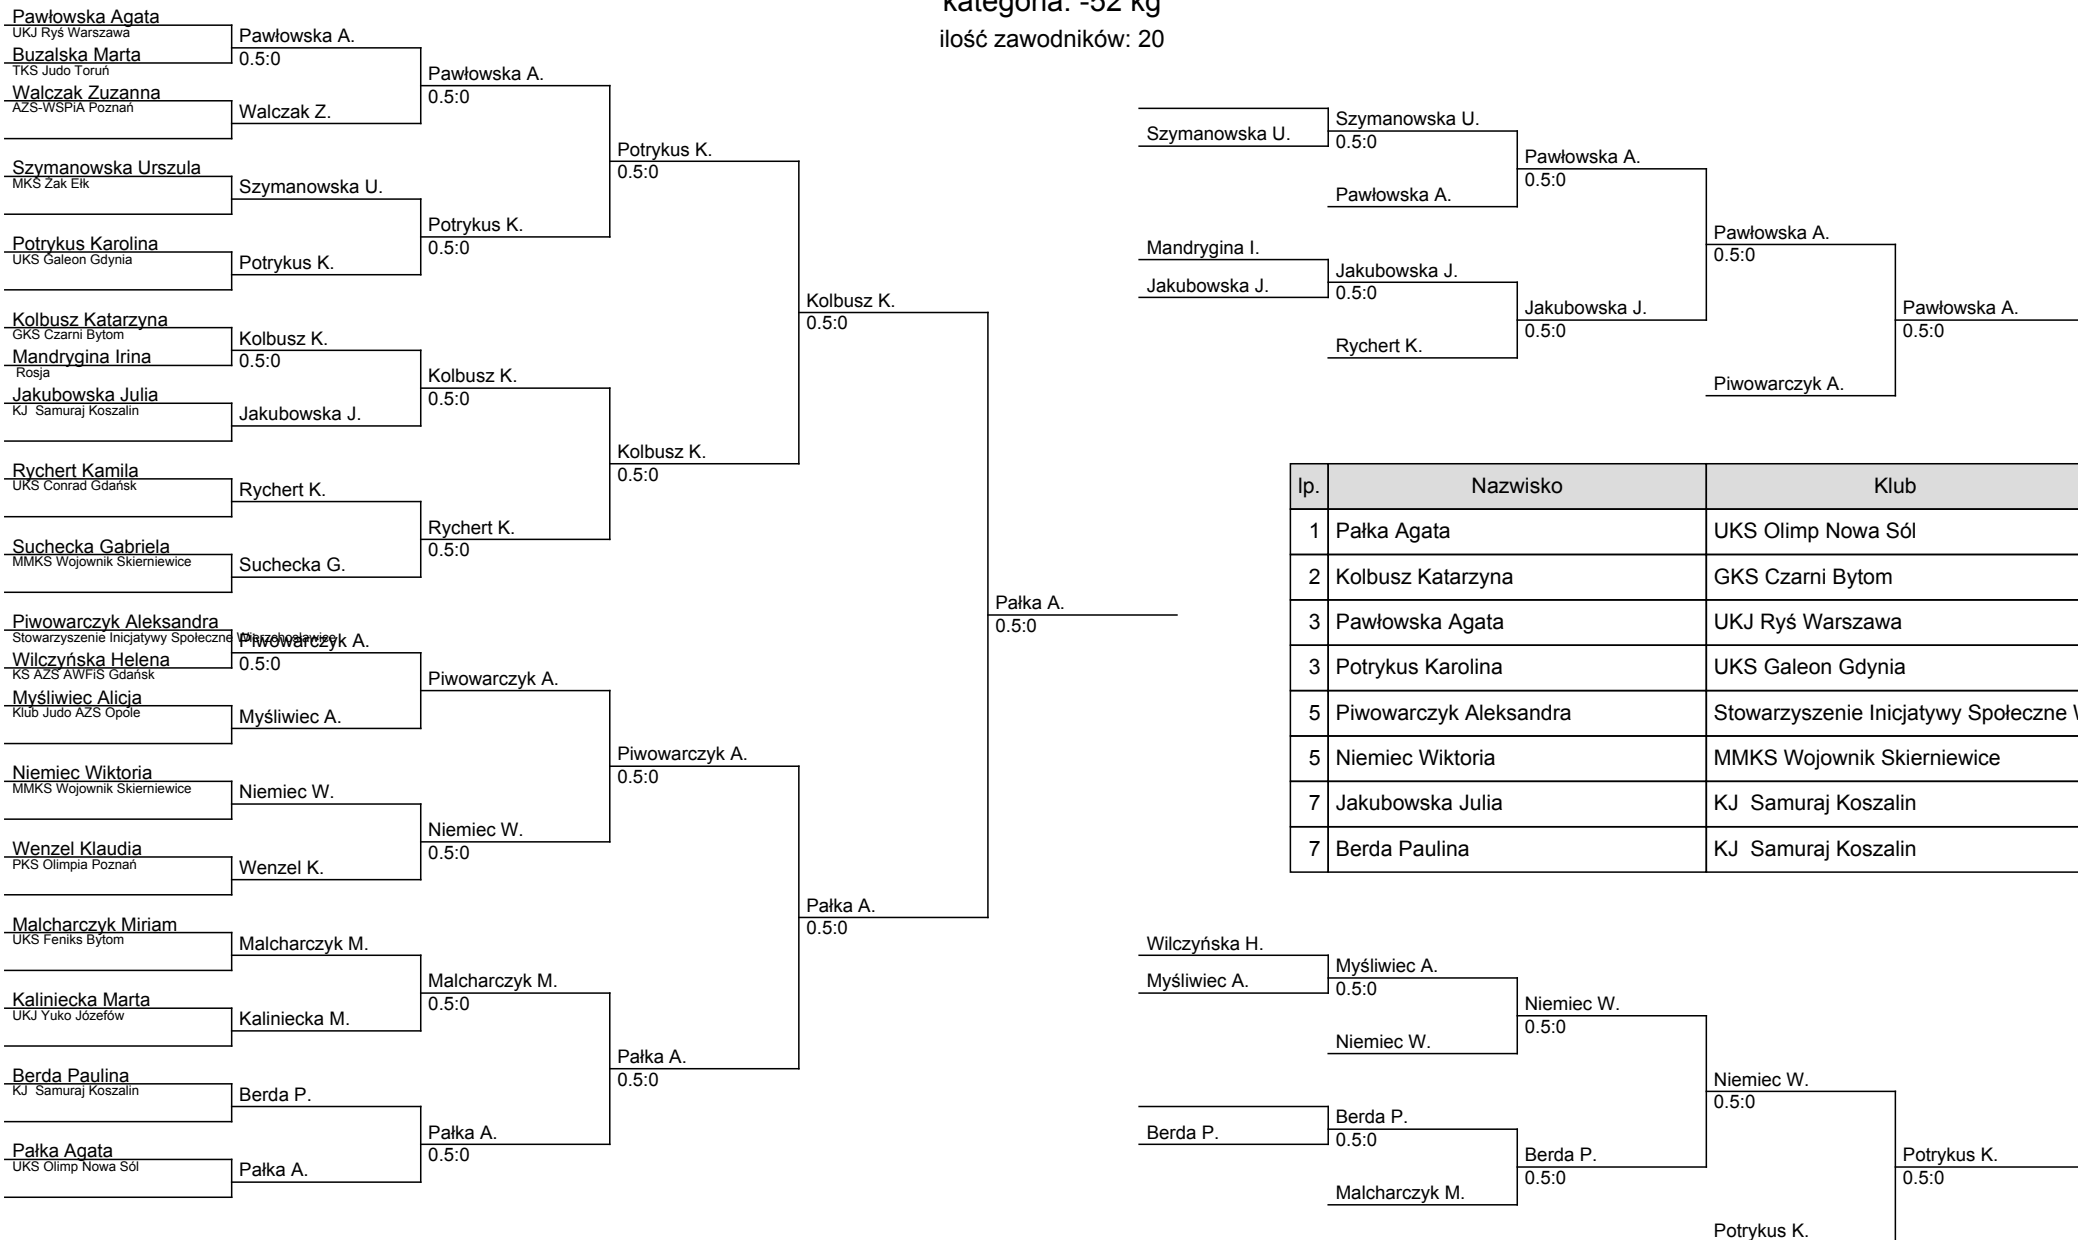 kategoria: -52 kg
ilość zawodników: 20
Pawłowska Agata
UKJ Ryś Warszawa
Buzalska Marta
TKS Judo Toruń
Walczak Zuzanna
AZS-WSPiA Poznań
Szymanowska Urszula
MKS Żak Ełk
Potrykus Karolina
UKS Galeon Gdynia
Kolbusz Katarzyna
GKS Czarni Bytom
Mandrygina Irina
Rosja
Jakubowska Julia
KJ  Samuraj Koszalin
Rychert Kamila
UKS Conrad Gdańsk
Suchecka Gabriela
MMKS Wojownik Skierniewice
Piwowarczyk Aleksandra
Stowarzyszenie Inicjatywy Społeczne Wierzchosławice
Wilczyńska Helena
KS AZS AWFiS Gdańsk
Myśliwiec Alicja
Klub Judo AZS Opole
Niemiec Wiktoria
MMKS Wojownik Skierniewice
Wenzel Klaudia
PKS Olimpia Poznań
Malcharczyk Miriam
UKS Feniks Bytom
Kaliniecka Marta
UKJ Yuko Józefów
Berda Paulina
KJ  Samuraj Koszalin
Pałka Agata
UKS Olimp Nowa Sól
Pawłowska A.
0.5:0
Walczak Z.
Szymanowska U.
Potrykus K.
Kolbusz K.
0.5:0
Jakubowska J.
Rychert K.
Suchecka G.
Piwowarczyk A.
0.5:0
Myśliwiec A.
Niemiec W.
Wenzel K.
Malcharczyk M.
Kaliniecka M.
Berda P.
Pałka A.
Pawłowska A.
0.5:0
Potrykus K.
0.5:0
Kolbusz K.
0.5:0
Rychert K.
0.5:0
Piwowarczyk A.
0.5:0
Niemiec W.
0.5:0
Malcharczyk M.
0.5:0
Pałka A.
0.5:0
Potrykus K.
0.5:0
Kolbusz K.
0.5:0
Piwowarczyk A.
0.5:0
Pałka A.
0.5:0
Kolbusz K.
0.5:0
Pałka A.
0.5:0
Pałka A.
0.5:0
Szymanowska U.
Mandrygina I.
Jakubowska J.
Szymanowska U.
0.5:0
Pawłowska A.
Jakubowska J.
0.5:0
Rychert K.
Pawłowska A.
0.5:0
Jakubowska J.
0.5:0
Pawłowska A.
0.5:0
Piwowarczyk A.
Pawłowska A.
0.5:0
lp. Nazwisko Klub
1 Pałka Agata UKS Olimp Nowa Sól
2 Kolbusz Katarzyna GKS Czarni Bytom
3 Pawłowska Agata UKJ Ryś Warszawa
3 Potrykus Karolina UKS Galeon Gdynia
5 Piwowarczyk Aleksandra Stowarzyszenie Inicjatywy Społeczne
5 Niemiec Wiktoria MMKS Wojownik Skierniewice
7 Jakubowska Julia KJ  Samuraj Koszalin
7 Berda Paulina KJ  Samuraj Koszalin
Wilczyńska H.
Myśliwiec A.
Berda P.
Myśliwiec A.
0.5:0
Niemiec W.
Berda P.
0.5:0
Malcharczyk M.
Niemiec W.
0.5:0
Berda P.
0.5:0
Niemiec W.
0.5:0
Potrykus K.
Potrykus K.
0.5:0